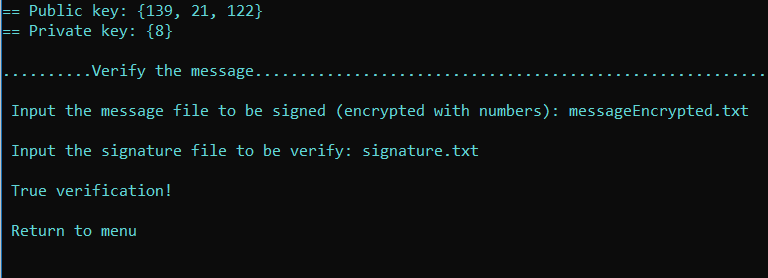 == Public key: {139, 21, 122}
== Private key: {8}
..........Verify the message.........................................................
Input the message file to be signed (encrypted with numbers): messageEncrypted.txt
Input the signature file to be verify: signature.txt
True verification!
Return to menu